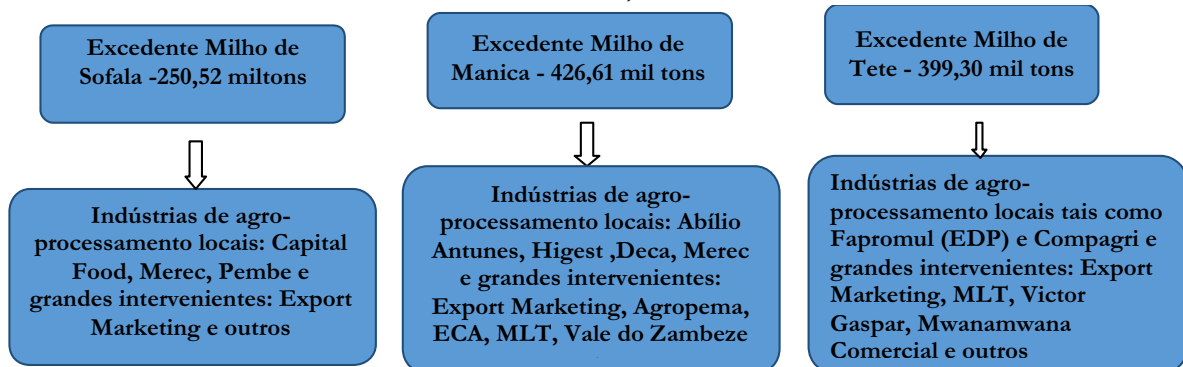 Excedente Milho de
Sofala -250,52 miltons
Excedente Milho de
Manica - 426,61 mil tons
Excedente Milho de
Tete - 399,30 mil tons
Indústrias de agro-
processamento locais: Capital
Food, Merec, Pembe e
grandes intervenientes: Export
Marketing e outros
Indústrias de agro-
processamento locais: Abílio
Antunes, Higest ,Deca, Merec
e grandes intervenientes:
Export Marketing, Agropema,
ECA, MLT, Vale do Zambeze
Indústrias de agro-
processamento locais tais como
Fapromul (EDP) e Compagri e
grandes intervenientes: Export
Marketing, MLT, Victor
Gaspar, Mwanamwana
Comercial e outros